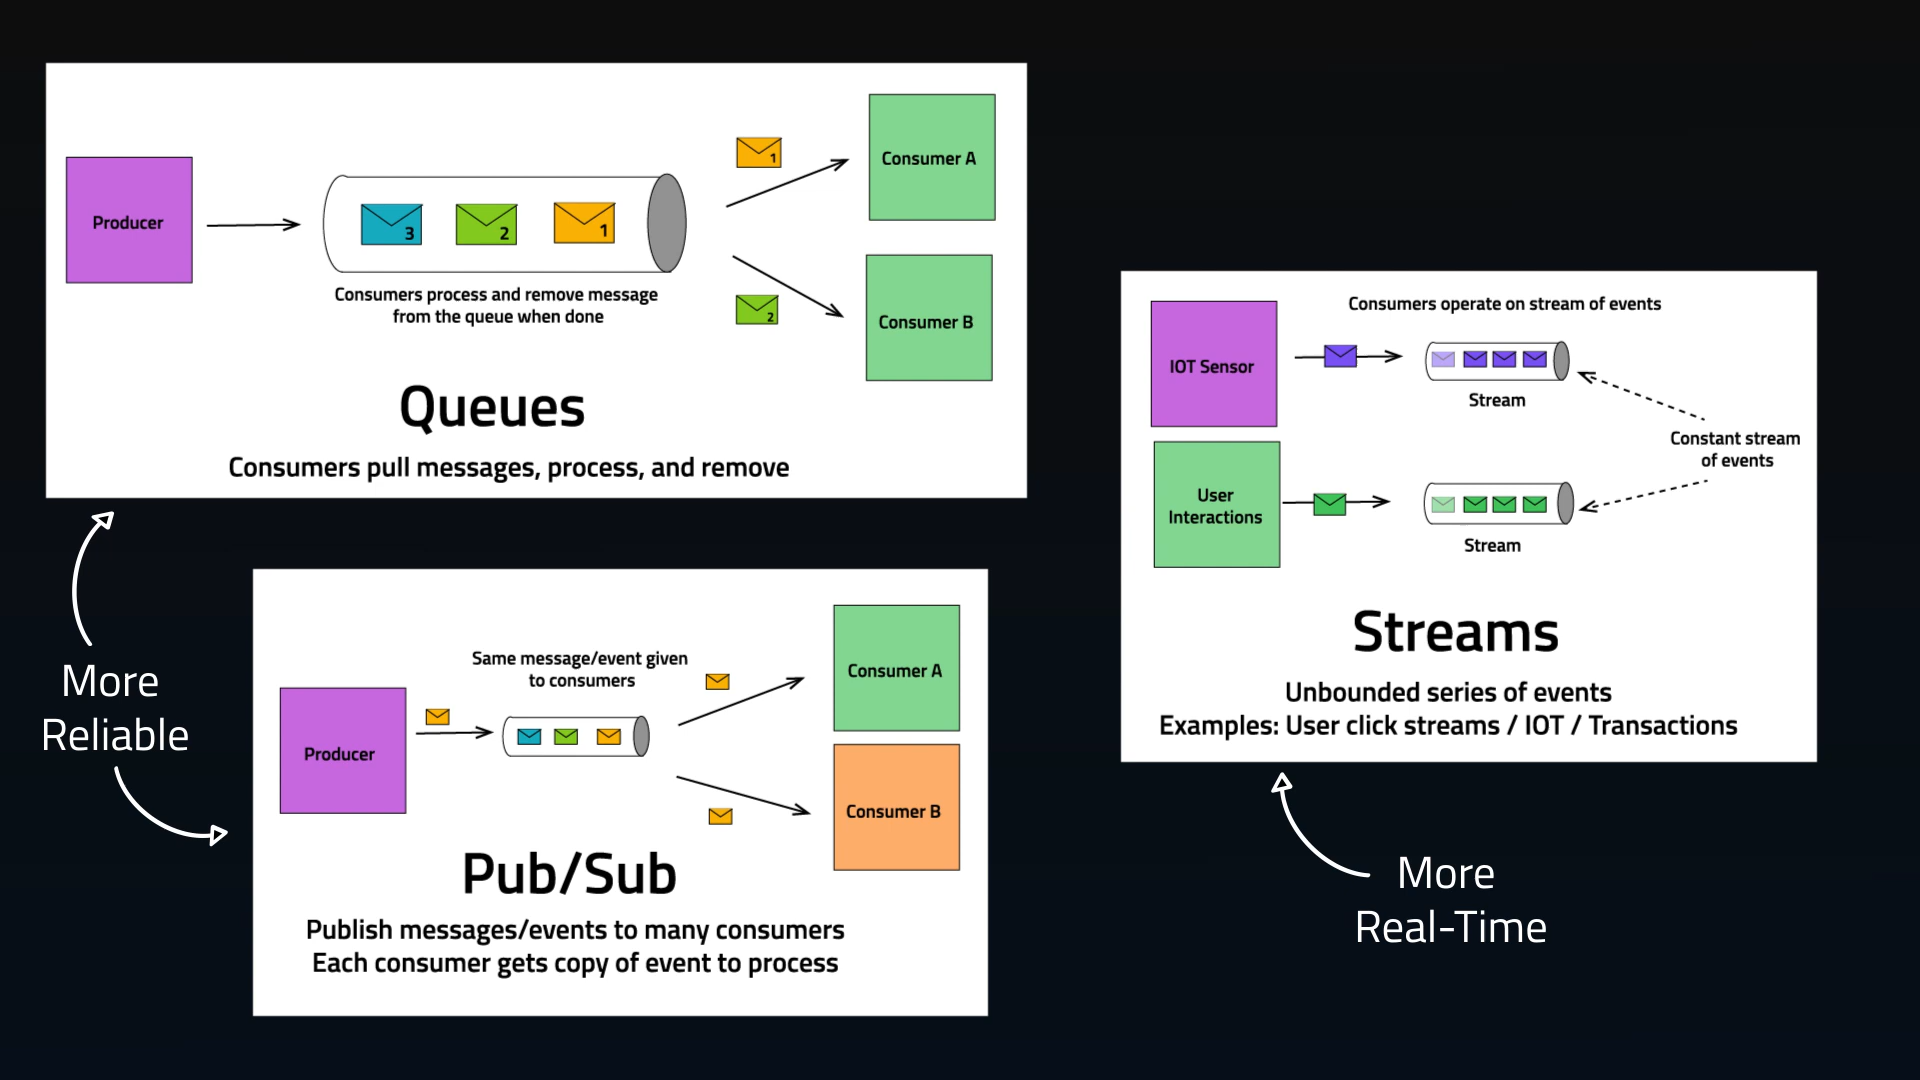 Producer
3
2
1
1
2
Consumer A
Consumer B
Consumers process and remove message
from the queue when done
Queues
Consumers pull messages, process, and remove
More
Reliable
Same message/event given
to consumers
Producer
Consumer A
Consumer B
Pub/Sub
Publish messages/events to many consumers
Each consumer gets copy of event to process
Consumers operate on stream of events
IOT Sensor
Stream
Constant stream
of events
User
Interactions
Stream
Streams
Unbounded series of events
Examples: User click streams / IOT / Transactions
More
Real-Time